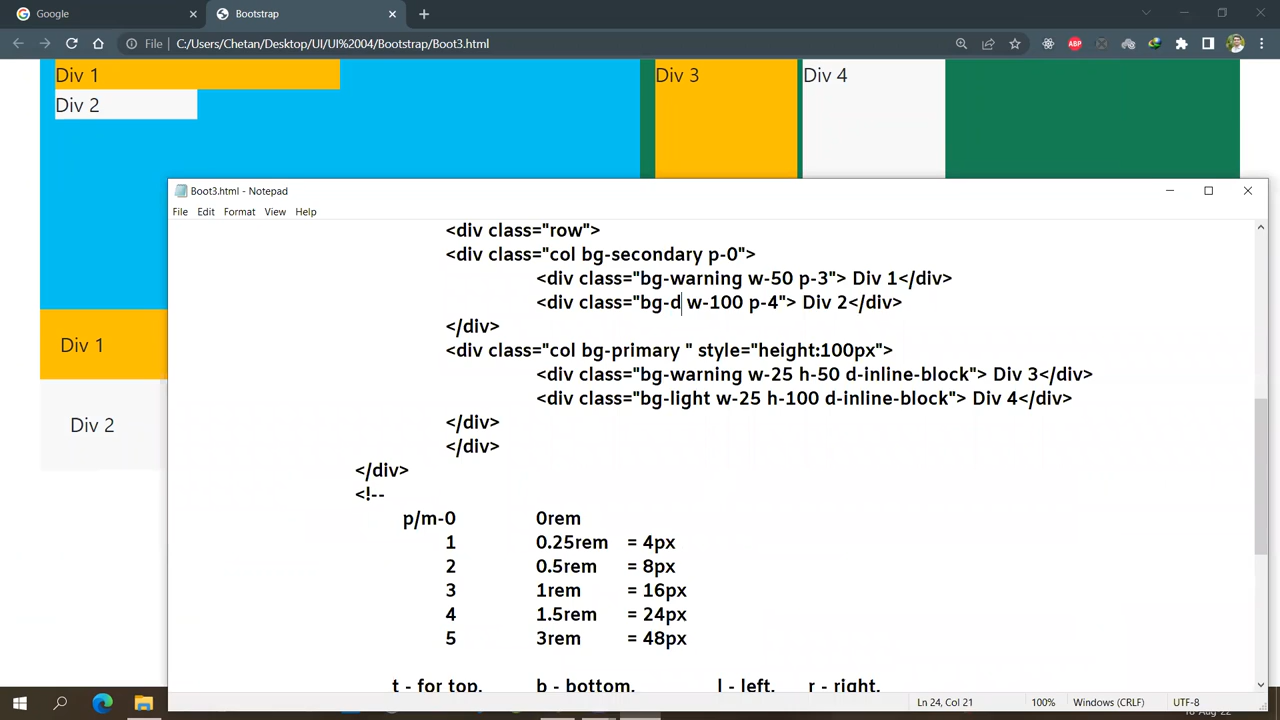 Google
Bootstrap
File
C:/Users/Chetan/Desktop/UI/UI%2004/Bootstrap/Boot3.html
ABP
Div 1
Div 2
Div 3
Div 4
Div 1
Div 2
Boot3.html - Notepad
File Edit Format View Help
<div class="row">
<div class="col bg-secondary p-0">
<div class="bg-warning w-50 p-3"> Div 1</div>
<div class="bg-d w-100 p-4"> Div 2</div>
</div>
<div class="col bg-primary " style="height:100px">
<div class="bg-warning w-25 h-50 d-inline-block"> Div 3</div>
<div class="bg-light w-25 h-100 d-inline-block"> Div 4</div>
</div>
</div>
</div>
<!--
p/m-0 0rem
1 0.25rem = 4px
2 0.5rem = 8px
3 1rem = 16px
4 1.5rem = 24px
5 3rem = 48px
t - for top, b - bottom, l - left, r - right,
Ln 24, Col 21 100% Windows (CRLF) UTF-8